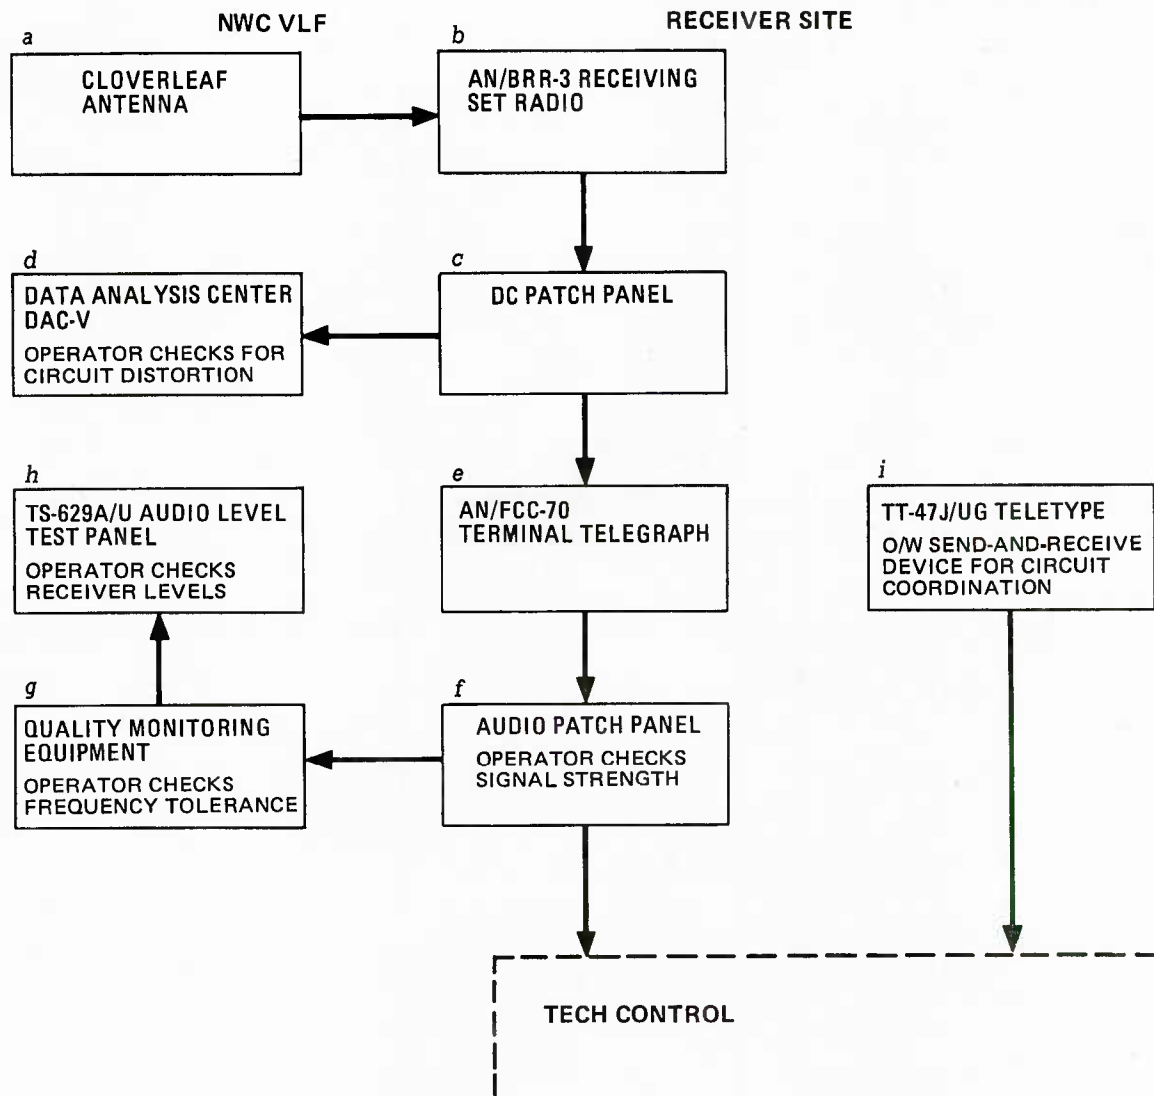 NWC VLF
RECEIVER SITE
a
CLOVERLEAF
ANTENNA
b
AN/BRR-3 RECEIVING
SET RADIO
d
DATA ANALYSIS CENTER
DAC-V
OPERATOR CHECKS FOR
CIRCUIT DISTORTION
c
DC PATCH PANEL
h
TS-629A/U AUDIO LEVEL
TEST PANEL
OPERATOR CHECKS
RECEIVER LEVELS
e
AN/FCC-70
TERMINAL TELEGRAPH
i
TT-47J/UG TELETYPE
O/W SEND-AND-RECEIVE
DEVICE FOR CIRCUIT
COORDINATION
g
QUALITY MONITORING
EQUIPMENT
OPERATOR CHECKS
FREQUENCY TOLERANCE
f
AUDIO PATCH PANEL
OPERATOR CHECKS
SIGNAL STRENGTH
TECH CONTROL